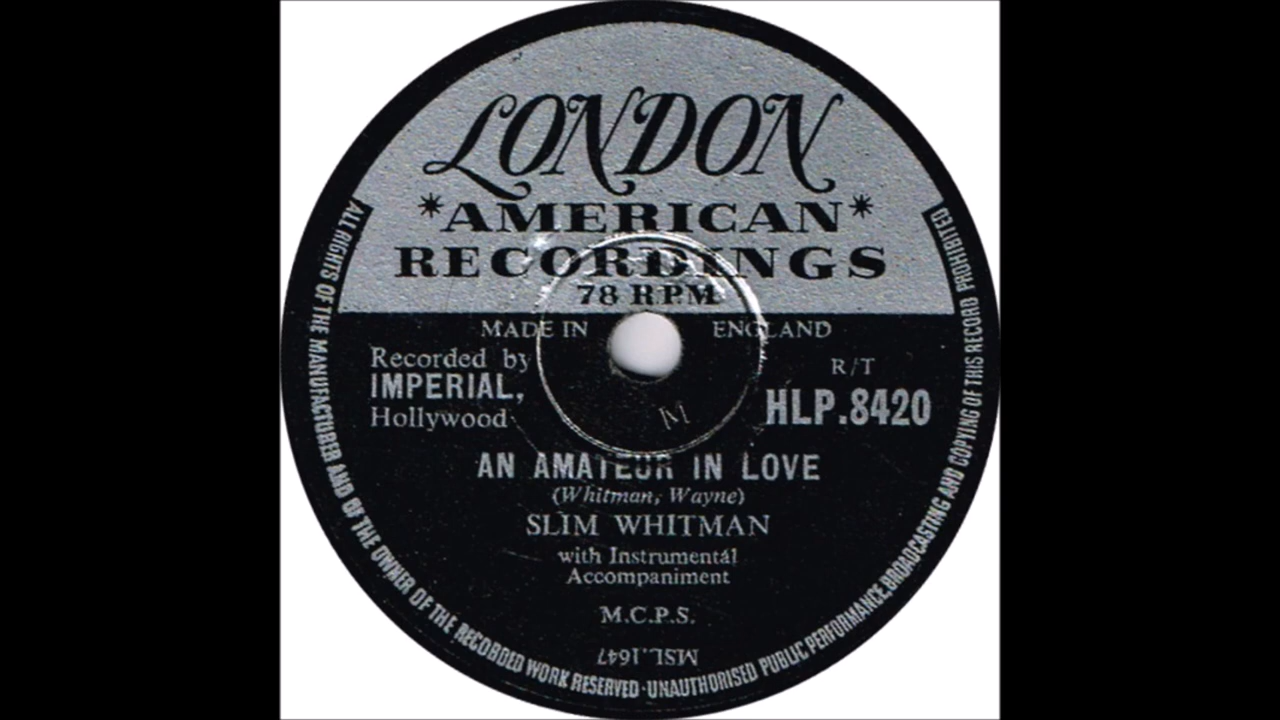 LONDON
*AMERICAN*
RECORDINGS
78 RPM
MADE IN ENGLAND
Recorded by
IMPERIAL,
Hollywood
R/T
HLP.8420
M
AN AMATEUR IN LOVE
(Whitman, Wayne)
SLIM WHITMAN
with Instrumental
Accompaniment
M.C.P.S.
MSL.1647
ALL RIGHTS OF THE MANUFACTURER AND OF THE OWNER OF THE RECORDED WORK RESERVED·UNAUTHORISED PUBLIC PERFORMANCE, BROADCASTING AND COPYING OF THIS RECORD PROHIBITED